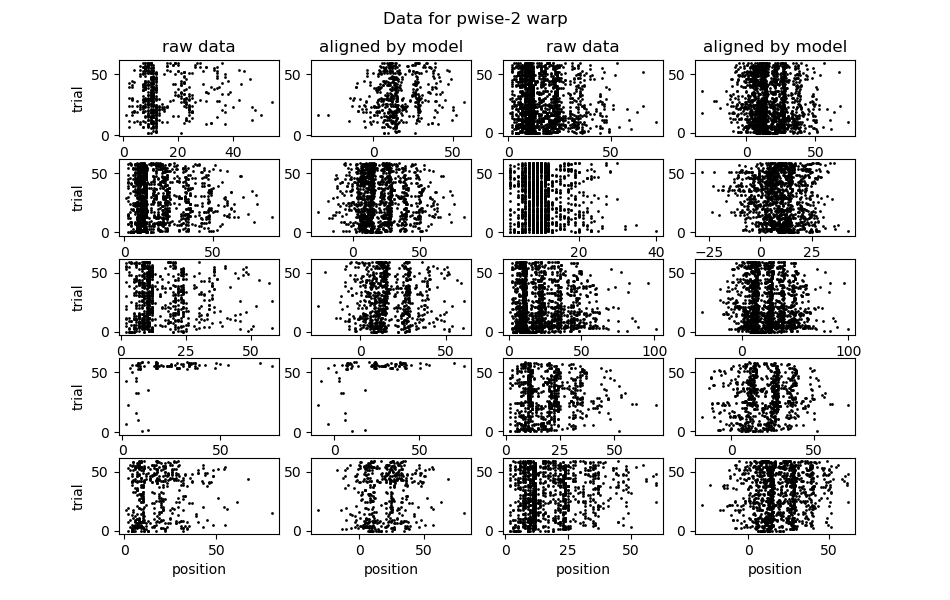 Data for pwise-2 warp
raw data aligned by model raw data aligned by model
trial 50 0 50 0 50 0 50 0
0 20 40 0 50 0 50 0 50
trial 50 0 50 0 50 0 50 0
0 50 0 50 20 40 −25 0 25
trial 50 0 50 0 50 0 50 0
0 25 50 0 50 0 50 100 0 100
trial 50 0 50 0 50 0 50 0
0 50 0 50 0 25 50 0 50
trial 50 0 50 0 50 0 50 0
0 50 0 50 0 25 50 0 50
position position position position